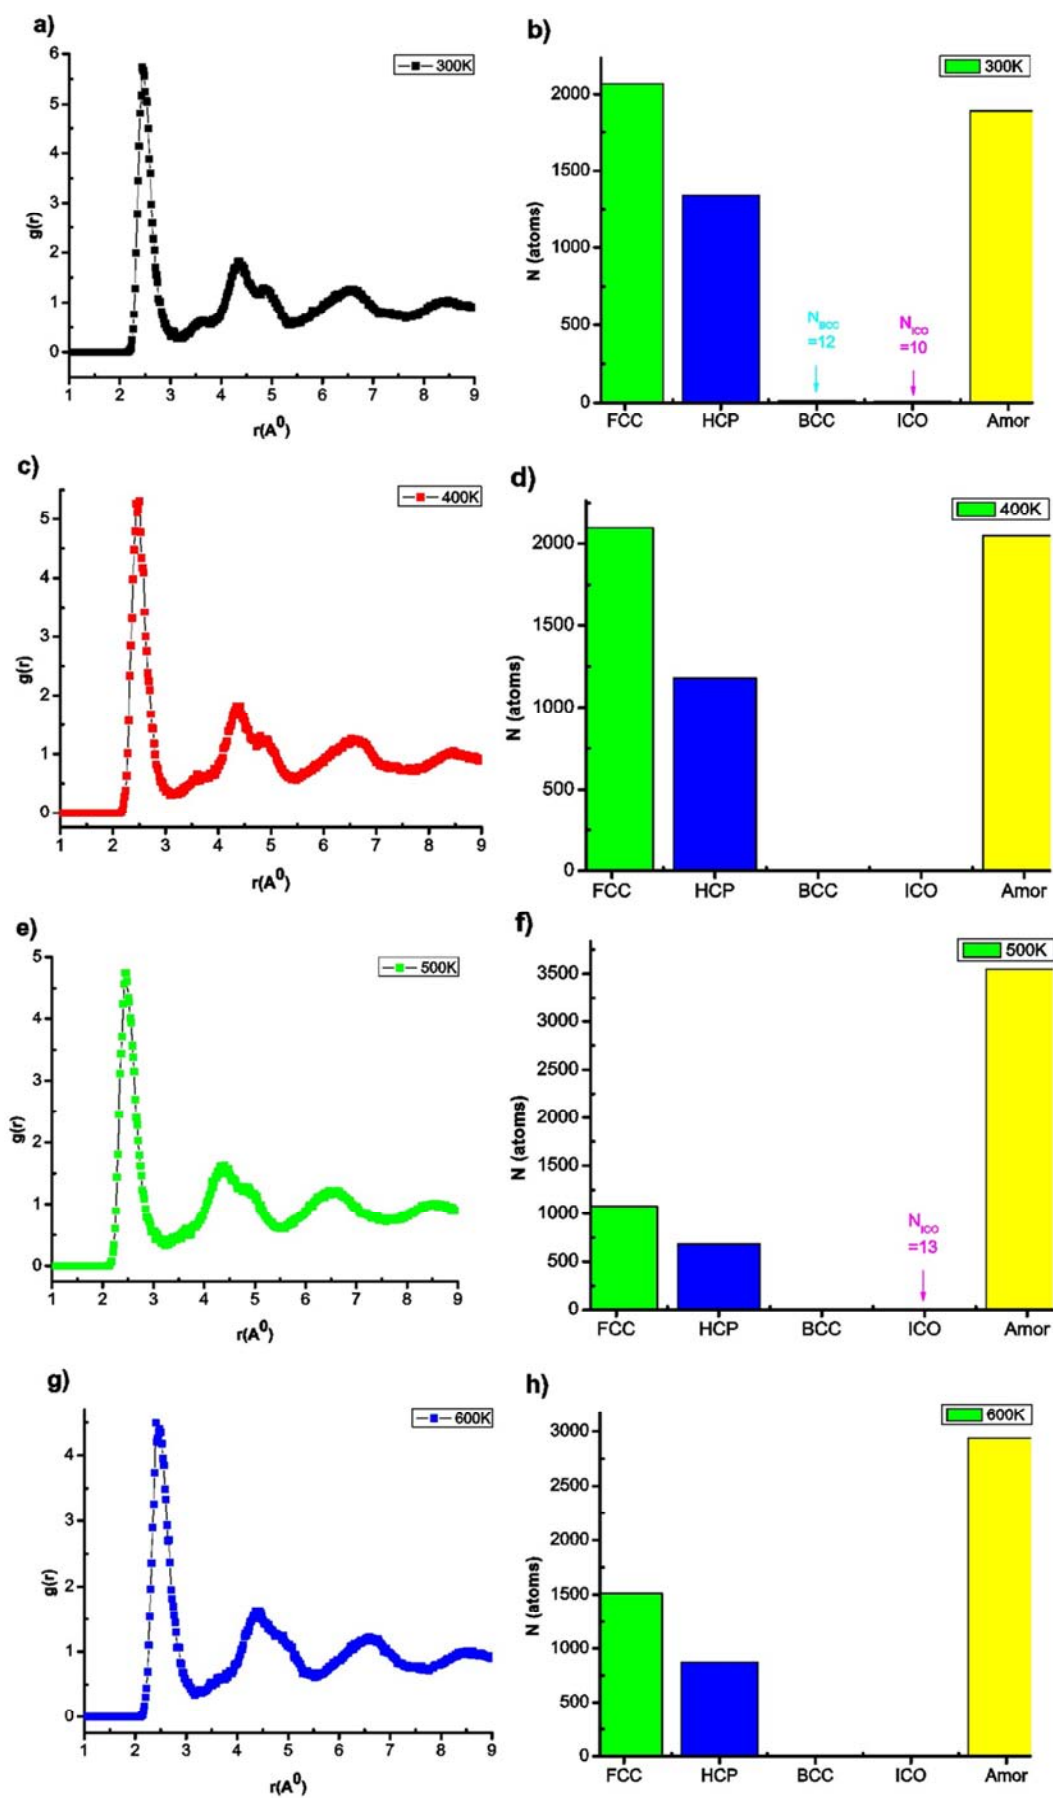 a)
6
5
4
3
2
1
0
g(r)
300K
1 2 3 4 5 6 7 8 9
r(A⁰)
b)
2000
1500
1000
500
0
N (atoms)
300K
N_BCC
=12
N_ICO
=10
FCC HCP BCC ICO Amor
c)
5
4
3
2
1
0
g(r)
400K
1 2 3 4 5 6 7 8 9
r(A⁰)
d)
2000
1500
1000
500
0
N (atoms)
400K
FCC HCP BCC ICO Amor
e)
5
4
3
2
1
0
g(r)
500K
1 2 3 4 5 6 7 8 9
r(A⁰)
f)
3500
3000
2500
2000
1500
1000
500
0
N (atoms)
500K
N_ICO
=13
FCC HCP BCC ICO Amor
g)
4
3
2
1
0
g(r)
600K
1 2 3 4 5 6 7 8 9
r(A⁰)
h)
3000
2500
2000
1500
1000
500
0
N (atoms)
600K
FCC HCP BCC ICO Amor